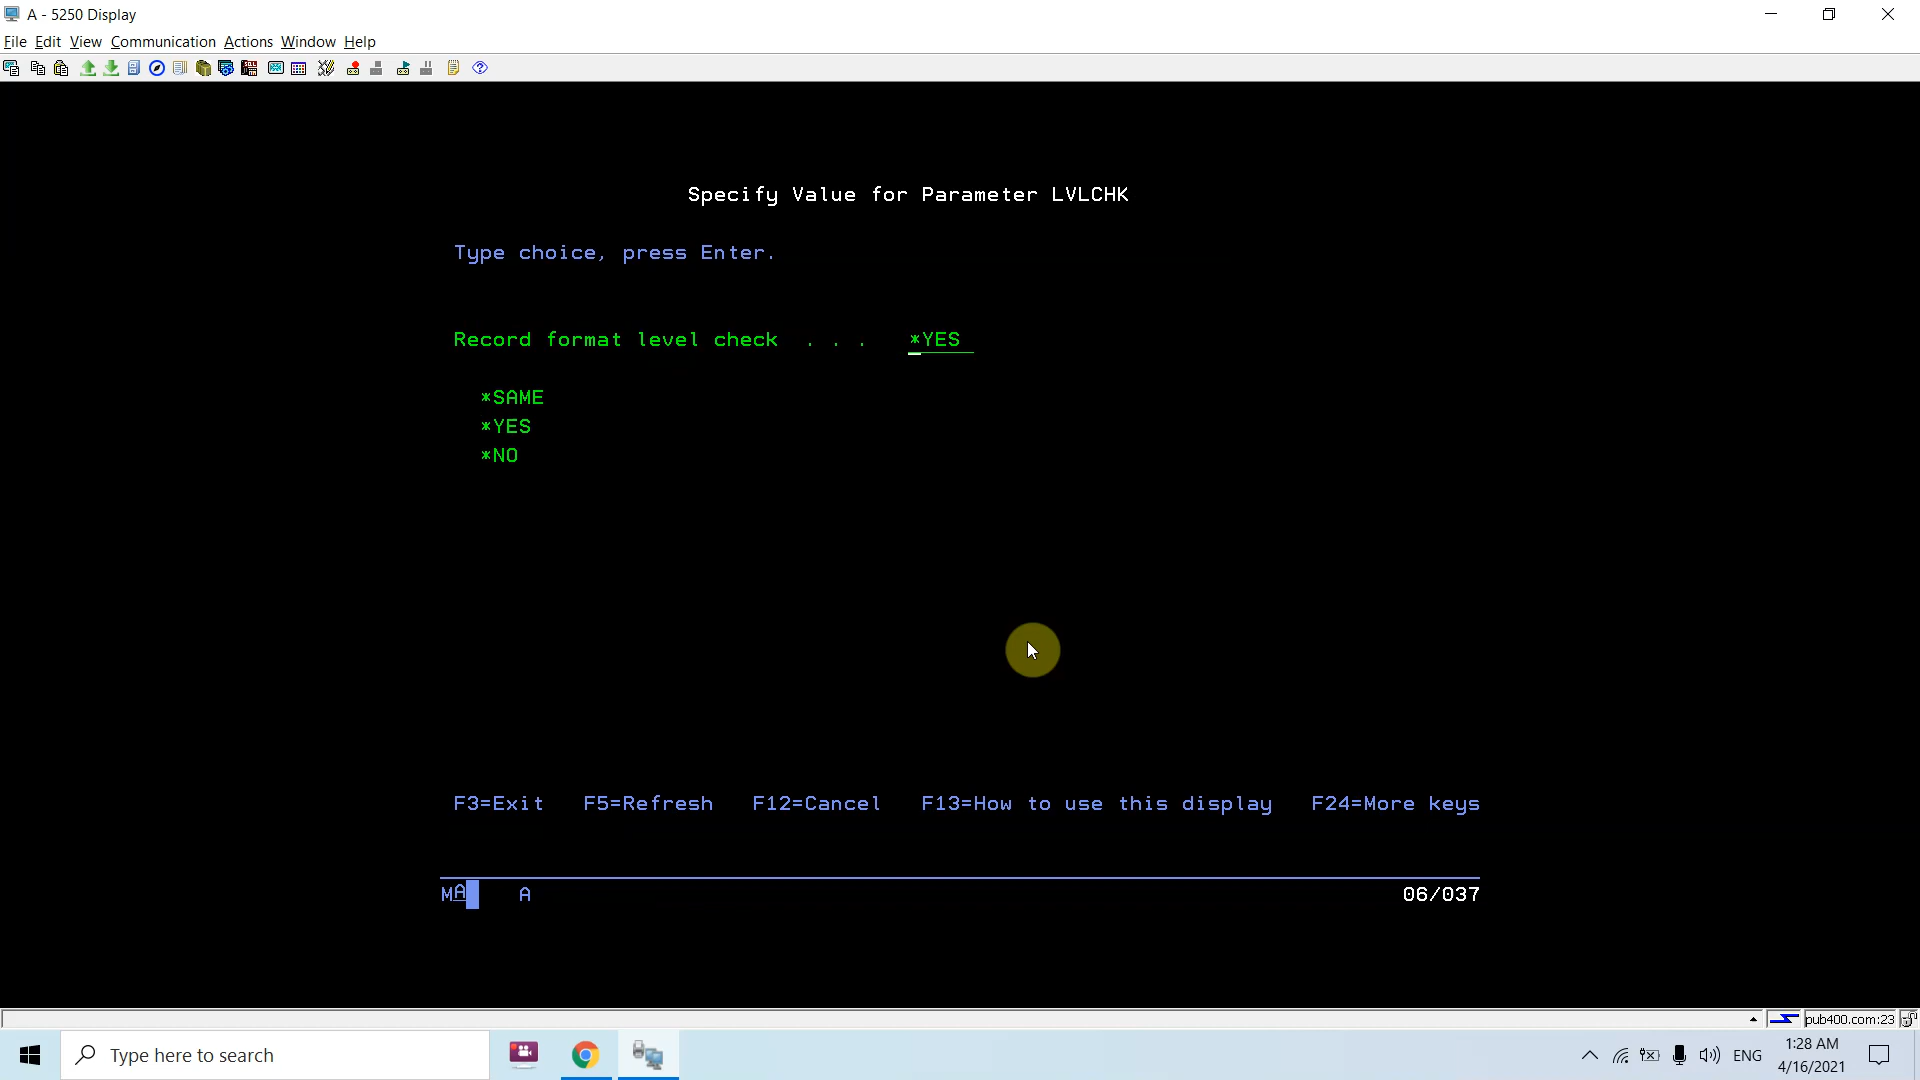 A - 5250 Display
File Edit View Communication Actions Window Help
Specify Value for Parameter LVLCHK
Type choice, press Enter.
Record format level check . . . *YES
*SAME
*YES
*NO
F3=Exit F5=Refresh F12=Cancel F13=How to use this display F24=More keys
MA A 06/037
pub400.com:23
Type here to search
ENG
1:28 AM
4/16/2021